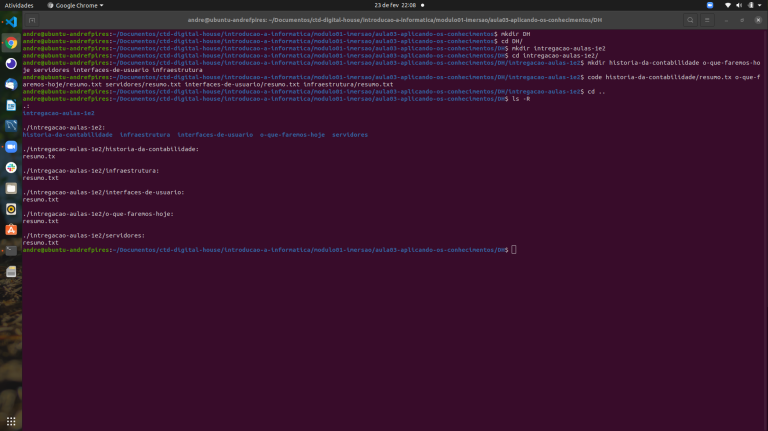 Atividades Google Chrome 23 de fev 22:08
andre@ubuntu-andrefpires: ~/Documentos/ctd-digital-house/introducao-a-informatica/modulo01-imersao/aula03-aplicando-os-conhecimentos/DH
andre@ubuntu-andrefpires:~/Documentos/ctd-digital-house/introducao-a-informatica/modulo01-imersao/aula03-aplicando-os-conhecimentos$ mkdir DH
andre@ubuntu-andrefpires:~/Documentos/ctd-digital-house/introducao-a-informatica/modulo01-imersao/aula03-aplicando-os-conhecimentos$ cd DH/
andre@ubuntu-andrefpires:~/Documentos/ctd-digital-house/introducao-a-informatica/modulo01-imersao/aula03-aplicando-os-conhecimentos/DH$ mkdir intregacao-aulas-1e2
andre@ubuntu-andrefpires:~/Documentos/ctd-digital-house/introducao-a-informatica/modulo01-imersao/aula03-aplicando-os-conhecimentos/DH$ cd intregacao-aulas-1e2/
andre@ubuntu-andrefpires:~/Documentos/ctd-digital-house/introducao-a-informatica/modulo01-imersao/aula03-aplicando-os-conhecimentos/DH/intregacao-aulas-1e2$ mkdir historia-da-contabilidade o-que-faremos-ho
je servidores interfaces-de-usuario infraestrutura
andre@ubuntu-andrefpires:~/Documentos/ctd-digital-house/introducao-a-informatica/modulo01-imersao/aula03-aplicando-os-conhecimentos/DH/intregacao-aulas-1e2$ code historia-da-contabilidade/resumo.tx o-que-f
aremos-hoje/resumo.txt servidores/resumo.txt interfaces-de-usuario/resumo.txt infraestrutura/resumo.txt
andre@ubuntu-andrefpires:~/Documentos/ctd-digital-house/introducao-a-informatica/modulo01-imersao/aula03-aplicando-os-conhecimentos/DH/intregacao-aulas-1e2$ cd ..
andre@ubuntu-andrefpires:~/Documentos/ctd-digital-house/introducao-a-informatica/modulo01-imersao/aula03-aplicando-os-conhecimentos/DH$ ls -R
.:
intregacao-aulas-1e2
./intregacao-aulas-1e2:
historia-da-contabilidade infraestrutura interfaces-de-usuario o-que-faremos-hoje servidores
./intregacao-aulas-1e2/historia-da-contabilidade:
resumo.tx
./intregacao-aulas-1e2/infraestrutura:
resumo.txt
./intregacao-aulas-1e2/interfaces-de-usuario:
resumo.txt
./intregacao-aulas-1e2/o-que-faremos-hoje:
resumo.txt
./intregacao-aulas-1e2/servidores:
resumo.txt
andre@ubuntu-andrefpires:~/Documentos/ctd-digital-house/introducao-a-informatica/modulo01-imersao/aula03-aplicando-os-conhecimentos/DH$